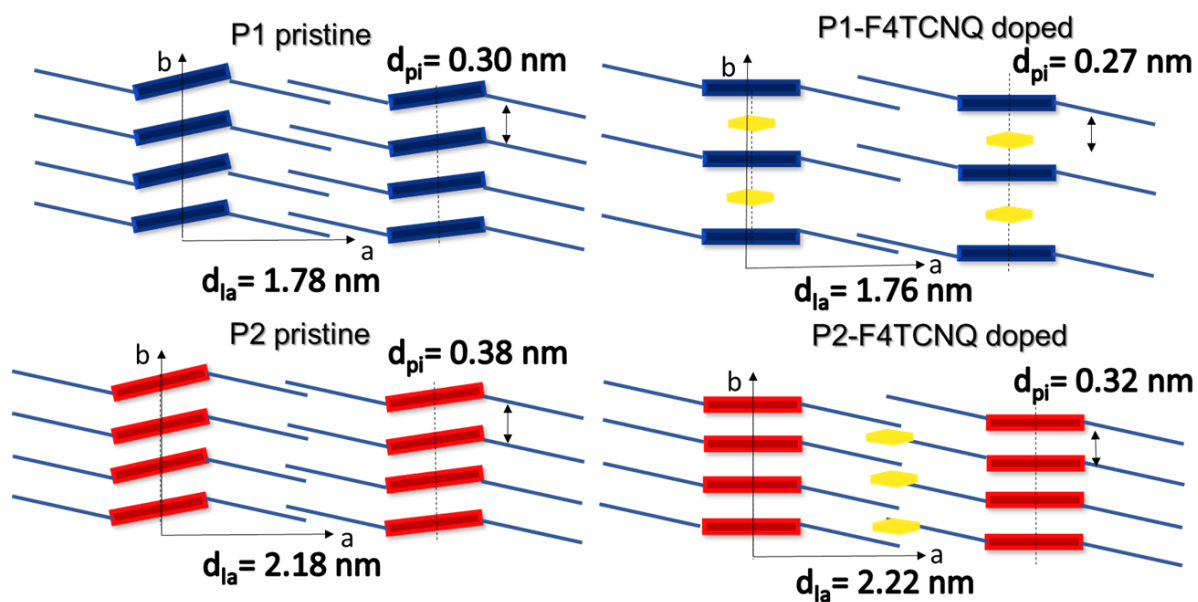 P1 pristine
b
dpi= 0.30 nm
a
dla= 1.78 nm
P1-F4TCNQ doped
b
dpi= 0.27 nm
a
dla= 1.76 nm
P2 pristine
b
dpi= 0.38 nm
a
dla= 2.18 nm
P2-F4TCNQ doped
b
dpi= 0.32 nm
a
dla= 2.22 nm